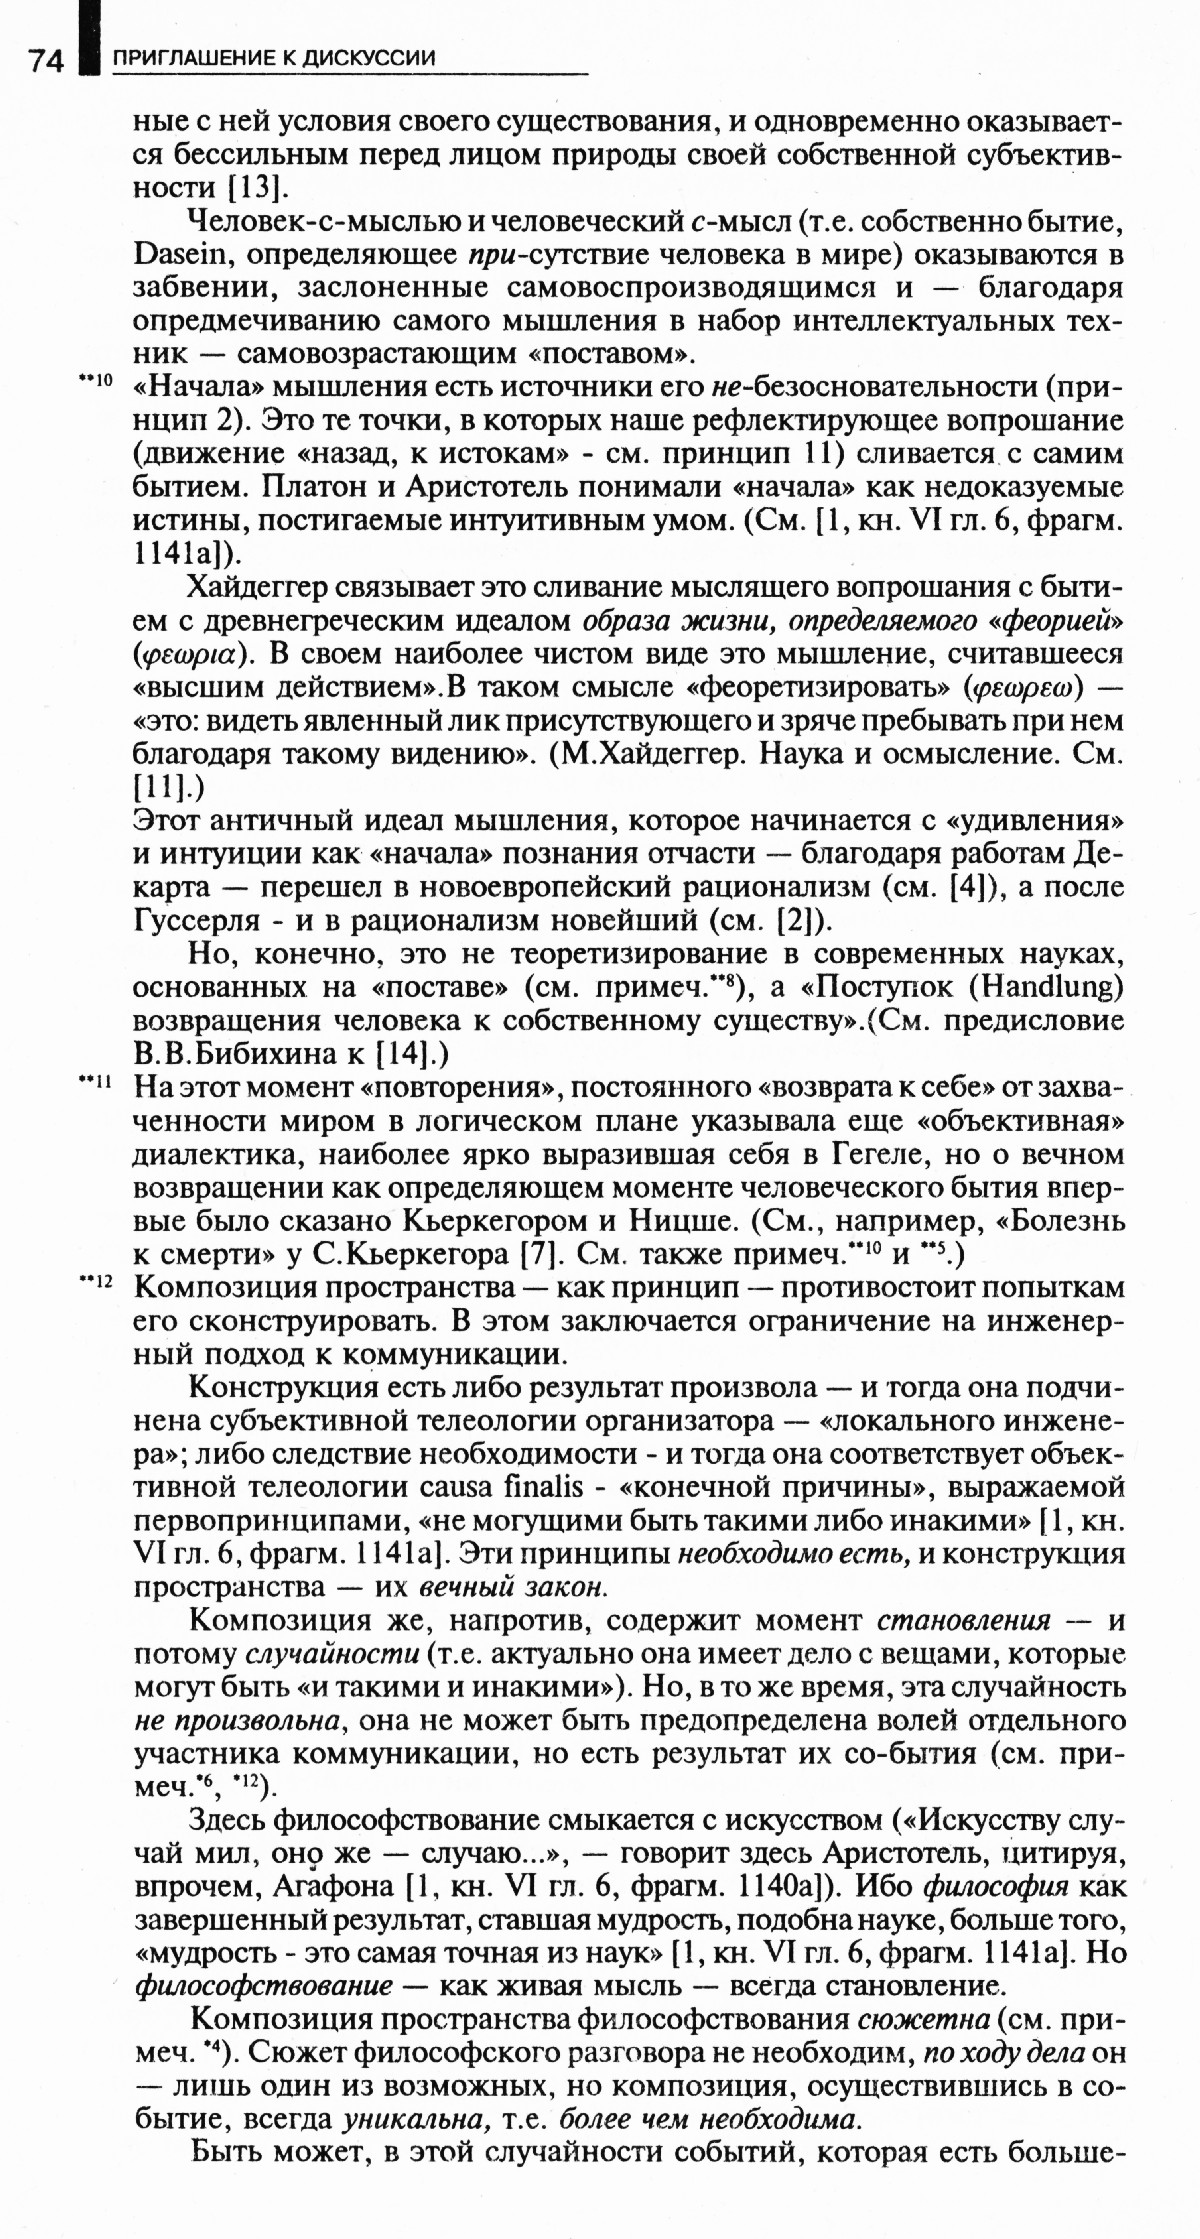 74 ПРИГЛАШЕНИЕ К ДИСКУССИИ
ные с ней условия своего существования, и одновременно оказывает-
ся бессильным перед лицом природы своей собственной субъектив-
ности [13].
Человек-с-мыслью и человеческий с-мысл (т.е. собственно бытие,
Dasein, определяющее при-сутствие человека в мире) оказываются в
забвении, заслоненные самовоспроизводящимся и — благодаря
опредмечиванию самого мышления в набор интеллектуальных тех-
ник — самовозрастающим «поставом».
**10 «Начала» мышления есть источники его не-безосновательности (при-
нцип 2). Это те точки, в которых наше рефлектирующее вопрошание
(движение «назад, к истокам» - см. принцип 11) сливается с самим
бытием. Платон и Аристотель понимали «начала» как недоказуемые
истины, постигаемые интуитивным умом. (См. [1, кн. VI гл. 6, фрагм.
1141а]).
Хайдеггер связывает это сливание мыслящего вопрошания с быти-
ем с древнегреческим идеалом образа жизни, определяемого «феорией»
(φεωρια). В своем наиболее чистом виде это мышление, считавшееся
«высшим действием».В таком смысле «феоретизировать» (φεωρεω) —
«это: видеть явленный лик присутствующего и зряче пребывать при нем
благодаря такому видению». (М.Хайдеггер. Наука и осмысление. См.
[11].)
Этот античный идеал мышления, которое начинается с «удивления»
и интуиции как «начала» познания отчасти — благодаря работам Де-
карта — перешел в новоевропейский рационализм (см. [4]), а после
Гуссерля - и в рационализм новейший (см. [2]).
Но, конечно, это не теоретизирование в современных науках,
основанных на «поставе» (см. примеч.**8), а «Поступок (Handlung)
возвращения человека к собственному существу».(См. предисловие
В.В.Бибихина к [14].)
**11 На этот момент «повторения», постоянного «возврата к себе» от захва-
ченности миром в логическом плане указывала еще «объективная»
диалектика, наиболее ярко выразившая себя в Гегеле, но о вечном
возвращении как определяющем моменте человеческого бытия впер-
вые было сказано Кьеркегором и Ницше. (См., например, «Болезнь
к смерти» у С.Кьеркегора [7]. См. также примеч.**10 и **5.)
**12 Композиция пространства — как принцип — противостоит попыткам
его сконструировать. В этом заключается ограничение на инженер-
ный подход к коммуникации.
Конструкция есть либо результат произвола — и тогда она подчи-
нена субъективной телеологии организатора — «локального инжене-
ра»; либо следствие необходимости - и тогда она соответствует объек-
тивной телеологии causa finalis - «конечной причины», выражаемой
первопринципами, «не могущими быть такими либо инакими» [1, кн.
VI гл. 6, фрагм. 1141а]. Эти принципы необходимо есть, и конструкция
пространства — их вечный закон.
Композиция же, напротив, содержит момент становления — и
потому случайности (т.е. актуально она имеет дело с вещами, которые
могут быть «и такими и инакими»). Но, в то же время, эта случайность
не произвольна, она не может быть предопределена волей отдельного
участника коммуникации, но есть результат их со-бытия (см. при-
меч.*6, *12).
Здесь философствование смыкается с искусством («Искусству слу-
чай мил, оно же — случаю...», — говорит здесь Аристотель, цитируя,
впрочем, Агафона [1, кн. VI гл. 6, фрагм. 1140а]). Ибо философия как
завершенный результат, ставшая мудрость, подобна науке, больше того,
«мудрость - это самая точная из наук» [1, кн. VI гл. 6, фрагм. 1141а]. Но
философствование — как живая мысль — всегда становление.
Композиция пространства философствования сюжетна (см. при-
меч. *4). Сюжет философского разговора не необходим, по ходу дела он
— лишь один из возможных, но композиция, осуществившись в со-
бытие, всегда уникальна, т.е. более чем необходима.
Быть может, в этой случайности событий, которая есть больше-